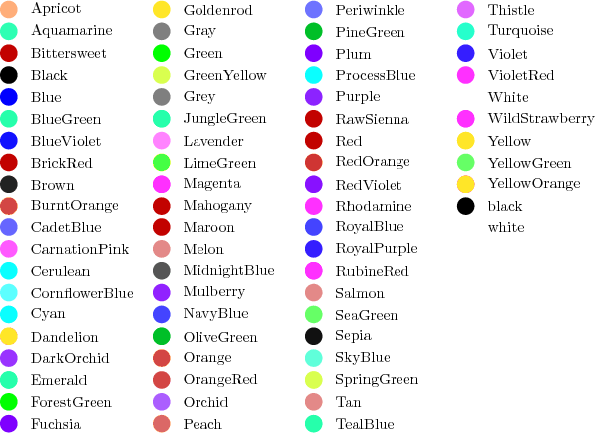 Apricot
Aquamarine
Bittersweet
Black
Blue
BlueGreen
BlueViolet
BrickRed
Brown
BurntOrange
CadetBlue
CarnationPink
Cerulean
CornflowerBlue
Cyan
Dandelion
DarkOrchid
Emerald
ForestGreen
Fuchsia
Goldenrod
Gray
Green
GreenYellow
Grey
JungleGreen
Lavender
LimeGreen
Magenta
Mahogany
Maroon
Melon
MidnightBlue
Mulberry
NavyBlue
OliveGreen
Orange
OrangeRed
Orchid
Peach
Periwinkle
PineGreen
Plum
ProcessBlue
Purple
RawSienna
Red
RedOrange
RedViolet
Rhodamine
RoyalBlue
RoyalPurple
RubineRed
Salmon
SeaGreen
Sepia
SkyBlue
SpringGreen
Tan
TealBlue
Thistle
Turquoise
Violet
VioletRed
White
WildStrawberry
Yellow
YellowGreen
YellowOrange
black
white